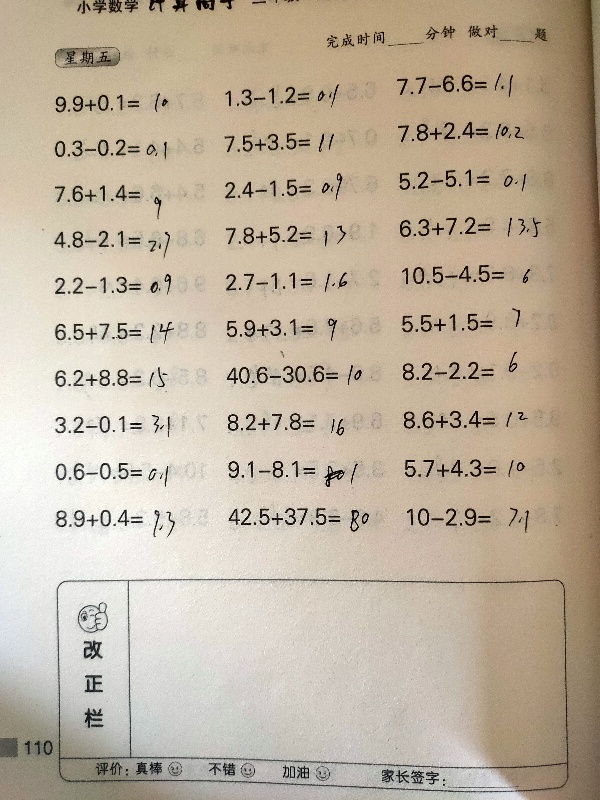 小学数学 计算高手
完成时间____分钟 做对____题
星期五
9.9+0.1= 10 1.3−1.2= 0.1 7.7−6.6= 1.1
0.3−0.2= 0.1 7.5+3.5= 11 7.8+2.4= 10.2
7.6+1.4= 9 2.4−1.5= 0.9 5.2−5.1= 0.1
4.8−2.1= 2.7 7.8+5.2= 13 6.3+7.2= 13.5
2.2−1.3= 0.9 2.7−1.1= 1.6 10.5−4.5= 6
6.5+7.5= 14 5.9+3.1= 9 5.5+1.5= 7
6.2+8.8= 15 40.6−30.6= 10 8.2−2.2= 6
3.2−0.1= 3.1 8.2+7.8= 16 8.6+3.4= 12
0.6−0.5= 0.1 9.1−8.1= 1 5.7+4.3= 10
8.9+0.4= 9.3 42.5+37.5= 80 10−2.9= 7.1
改正栏
110
评价: 真棒 不错 加油 家长签字: